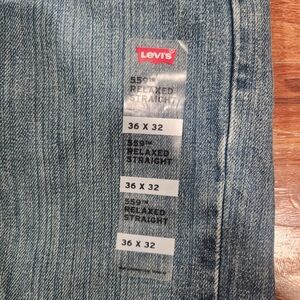 Levi's
559™
RELAXED
STRAIGHT
36 X 32
559™
RELAXED
STRAIGHT
36 X 32
559™
RELAXED
STRAIGHT
36 X 32